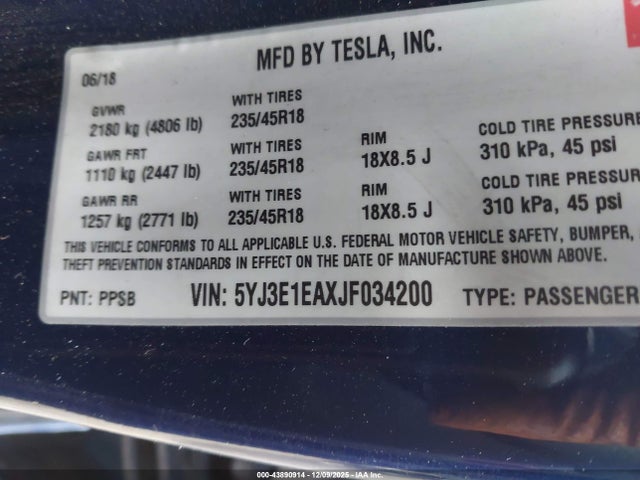 MFD BY TESLA, INC.
06/18
GVWR
2180 kg (4806 lb)
WITH TIRES
235/45R18
GAWR FRT
1110 kg (2447 lb)
WITH TIRES
235/45R18
RIM
18X8.5 J
COLD TIRE PRESSURE
310 kPa, 45 psi
GAWR RR
1257 kg (2771 lb)
WITH TIRES
235/45R18
RIM
18X8.5 J
COLD TIRE PRESSURE
310 kPa, 45 psi
THIS VEHICLE CONFORMS TO ALL APPLICABLE U.S. FEDERAL MOTOR VEHICLE SAFETY, BUMPER,
THEFT PREVENTION STANDARDS IN EFFECT ON THE DATE OF MANUFACTURE SHOWN ABOVE.
PNT: PPSB VIN: 5YJ3E1EAXJF034200 TYPE: PASSENGER
000-43890914 - 12/09/2025 - IAA Inc.